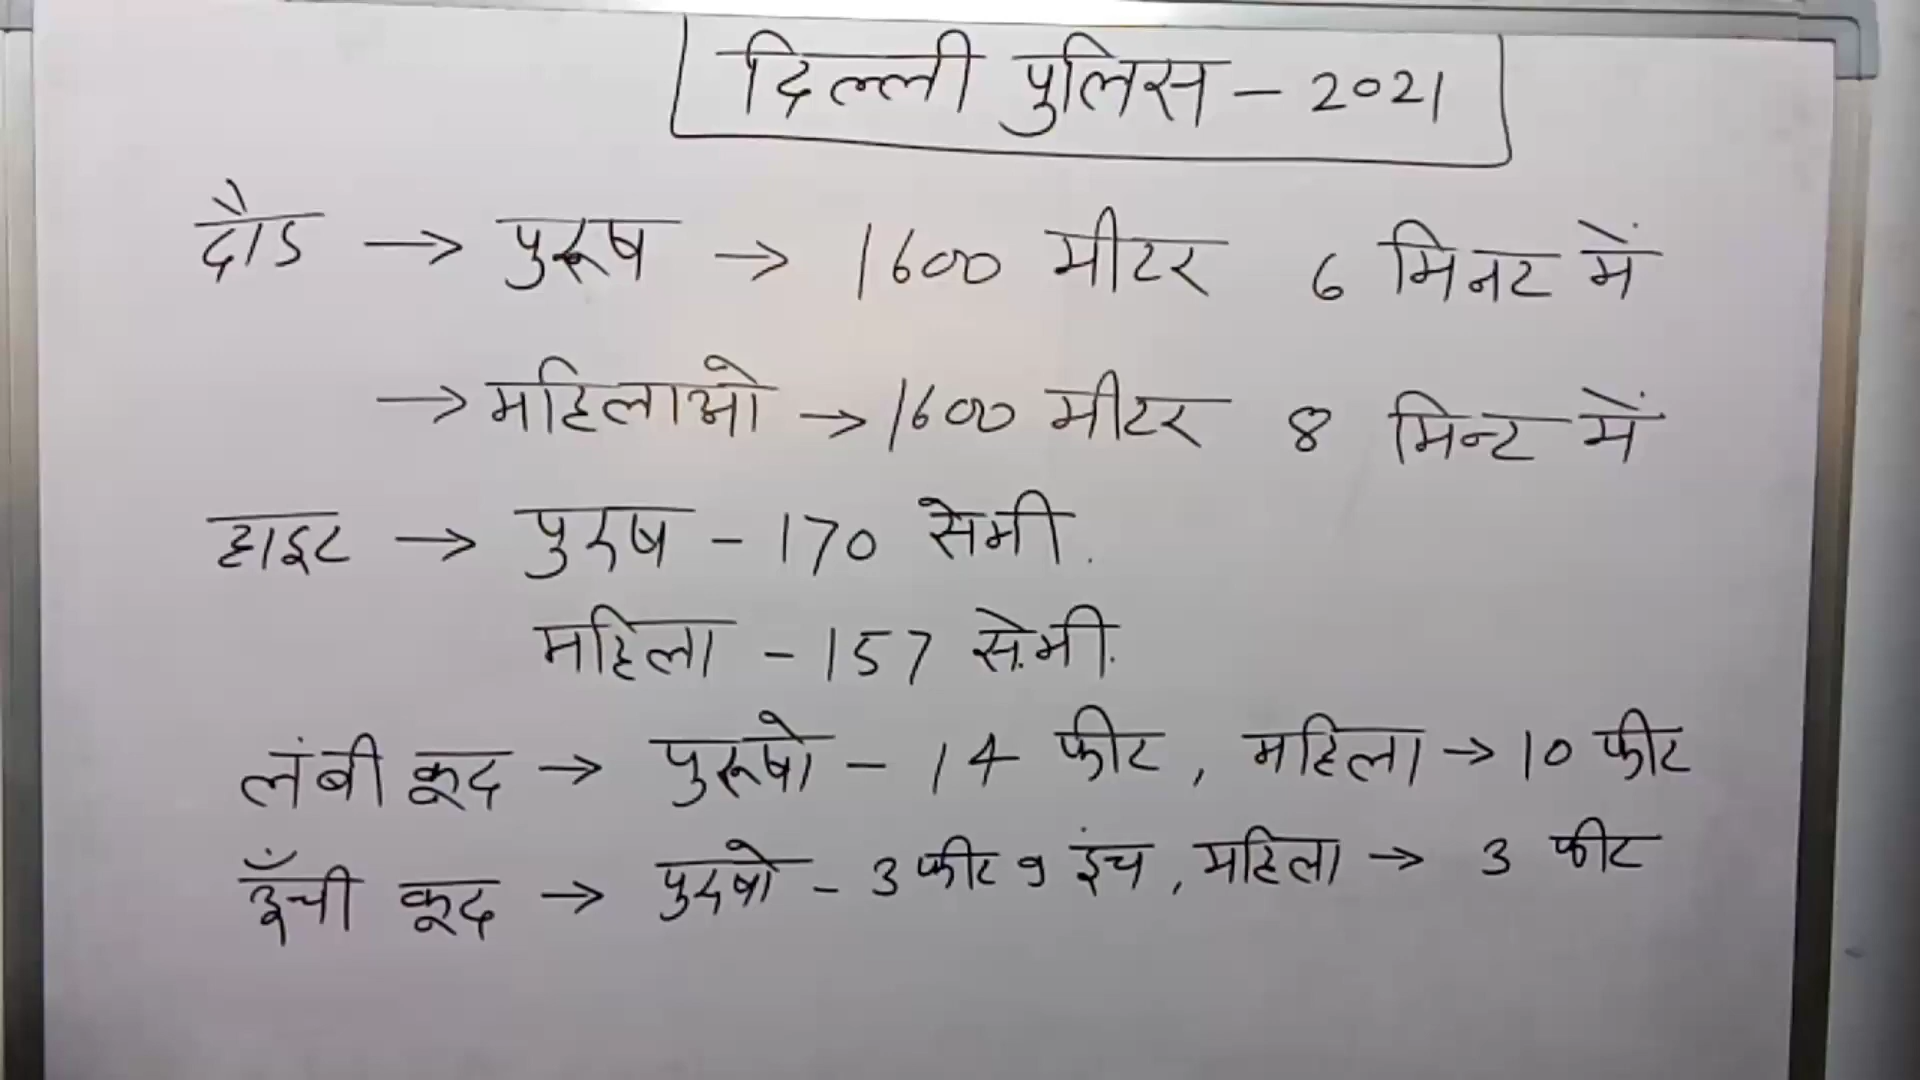 दिल्ली पुलिस - 2021
दौड → पुरूष → 1600 मीटर 6 मिनट में
→ महिलाओ → 1600 मीटर 8 मिन्ट में
हाइट → पुरुष - 170 सेमी.
महिला - 157 से.मी.
लंबी कूद → पुरूषो - 14 फीट, महिला → 10 फीट
ऊँची कूद → पुरुषो - 3 फीट 9 इंच, महिला → 3 फीट